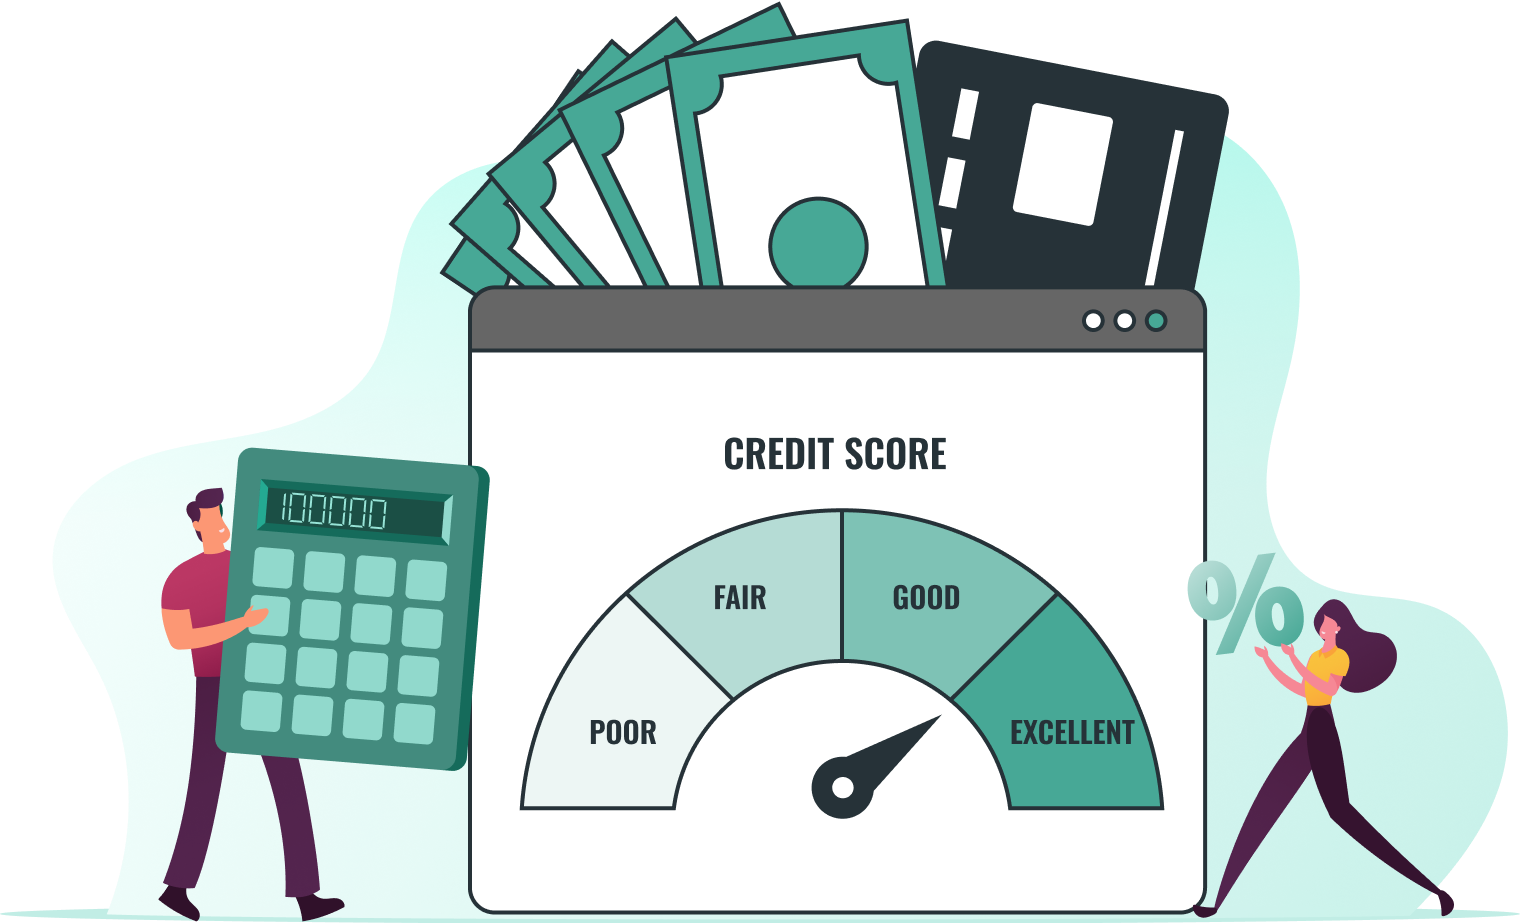 100000
CREDIT SCORE
FAIR
GOOD
POOR
EXCELLENT
%